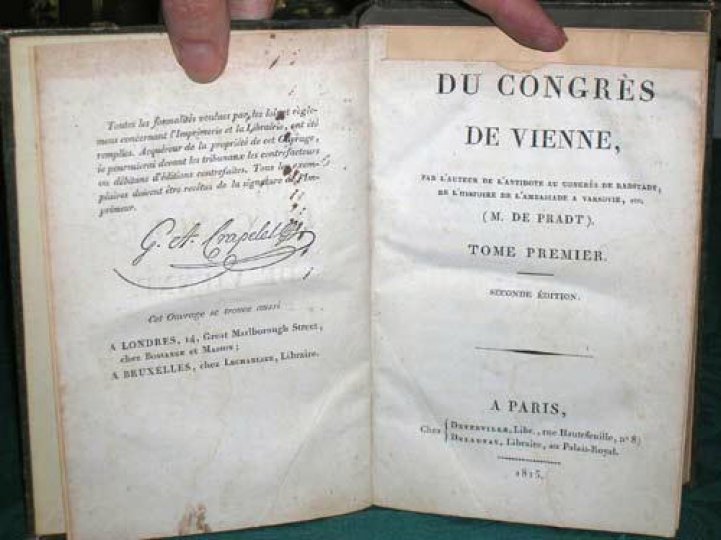 Toutes les formalités voulues par les lois et règle-
mens concernant l'Imprimerie et la Librairie, ont été
remplies. Acquéreur de la propriété de cet Ouvrage,
je poursuivrai devant les tribunaux les contrefacteurs
ou débitans d'éditions contrefaites. Tous les exem-
plaires doivent être revêtus de la signature de l'Im-
primeur.
G. A. Crapelet
Cet Ouvrage se trouve aussi
A LONDRES, 14, Great Marlborough Street,
chez Bossange et Masson;
A BRUXELLES, chez Lecharlier, Libraire.
DU CONGRÈS
DE VIENNE,
PAR L'AUTEUR DE L'ANTIDOTE AU CONGRÈS DE RADSTADT,
DE L'HISTOIRE DE L'AMBASSADE A VARSOVIE, etc.
(M. DE PRADT).
TOME PREMIER.
SECONDE ÉDITION.
A PARIS,
Chez { Deterville, Libr., rue Hautefeuille, n° 8;
Delaunay, Libraire, au Palais-Royal.
1815.